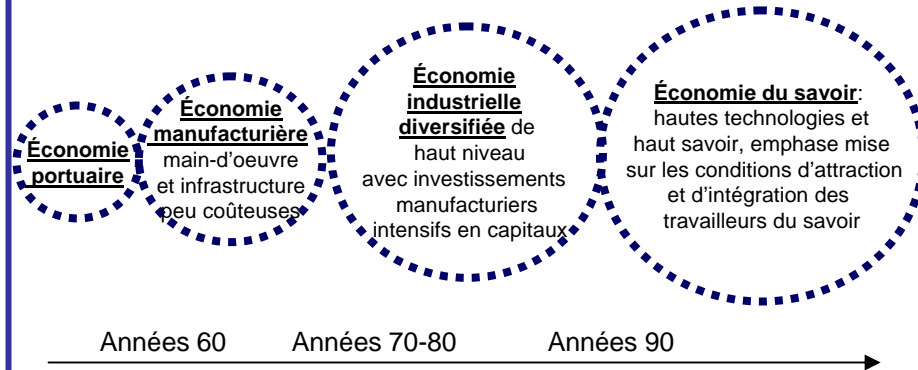 Économie
portuaire
Économie
manufacturière
main-d'oeuvre
et infrastructure
peu coûteuses
Économie
industrielle
diversifiée de
haut niveau
avec investissements
manufacturiers
intensifs en capitaux
Économie du savoir:
hautes technologies et
haut savoir, emphase mise
sur les conditions d'attraction
et d'intégration des
travailleurs du savoir
Années 60
Années 70-80
Années 90